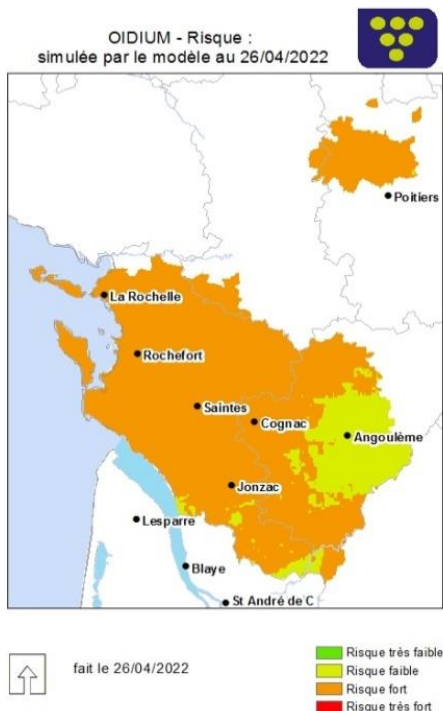 OIDIUM - Risque :
simulée par le modèle au 26/04/2022
Poitiers
La Rochelle
Rochefort
Saintes
Cognac
Angoulême
Jonzac
Lesparre
Blaye
St André de C
fait le 26/04/2022
Risque très faible
Risque faible
Risque fort
Risque très fort